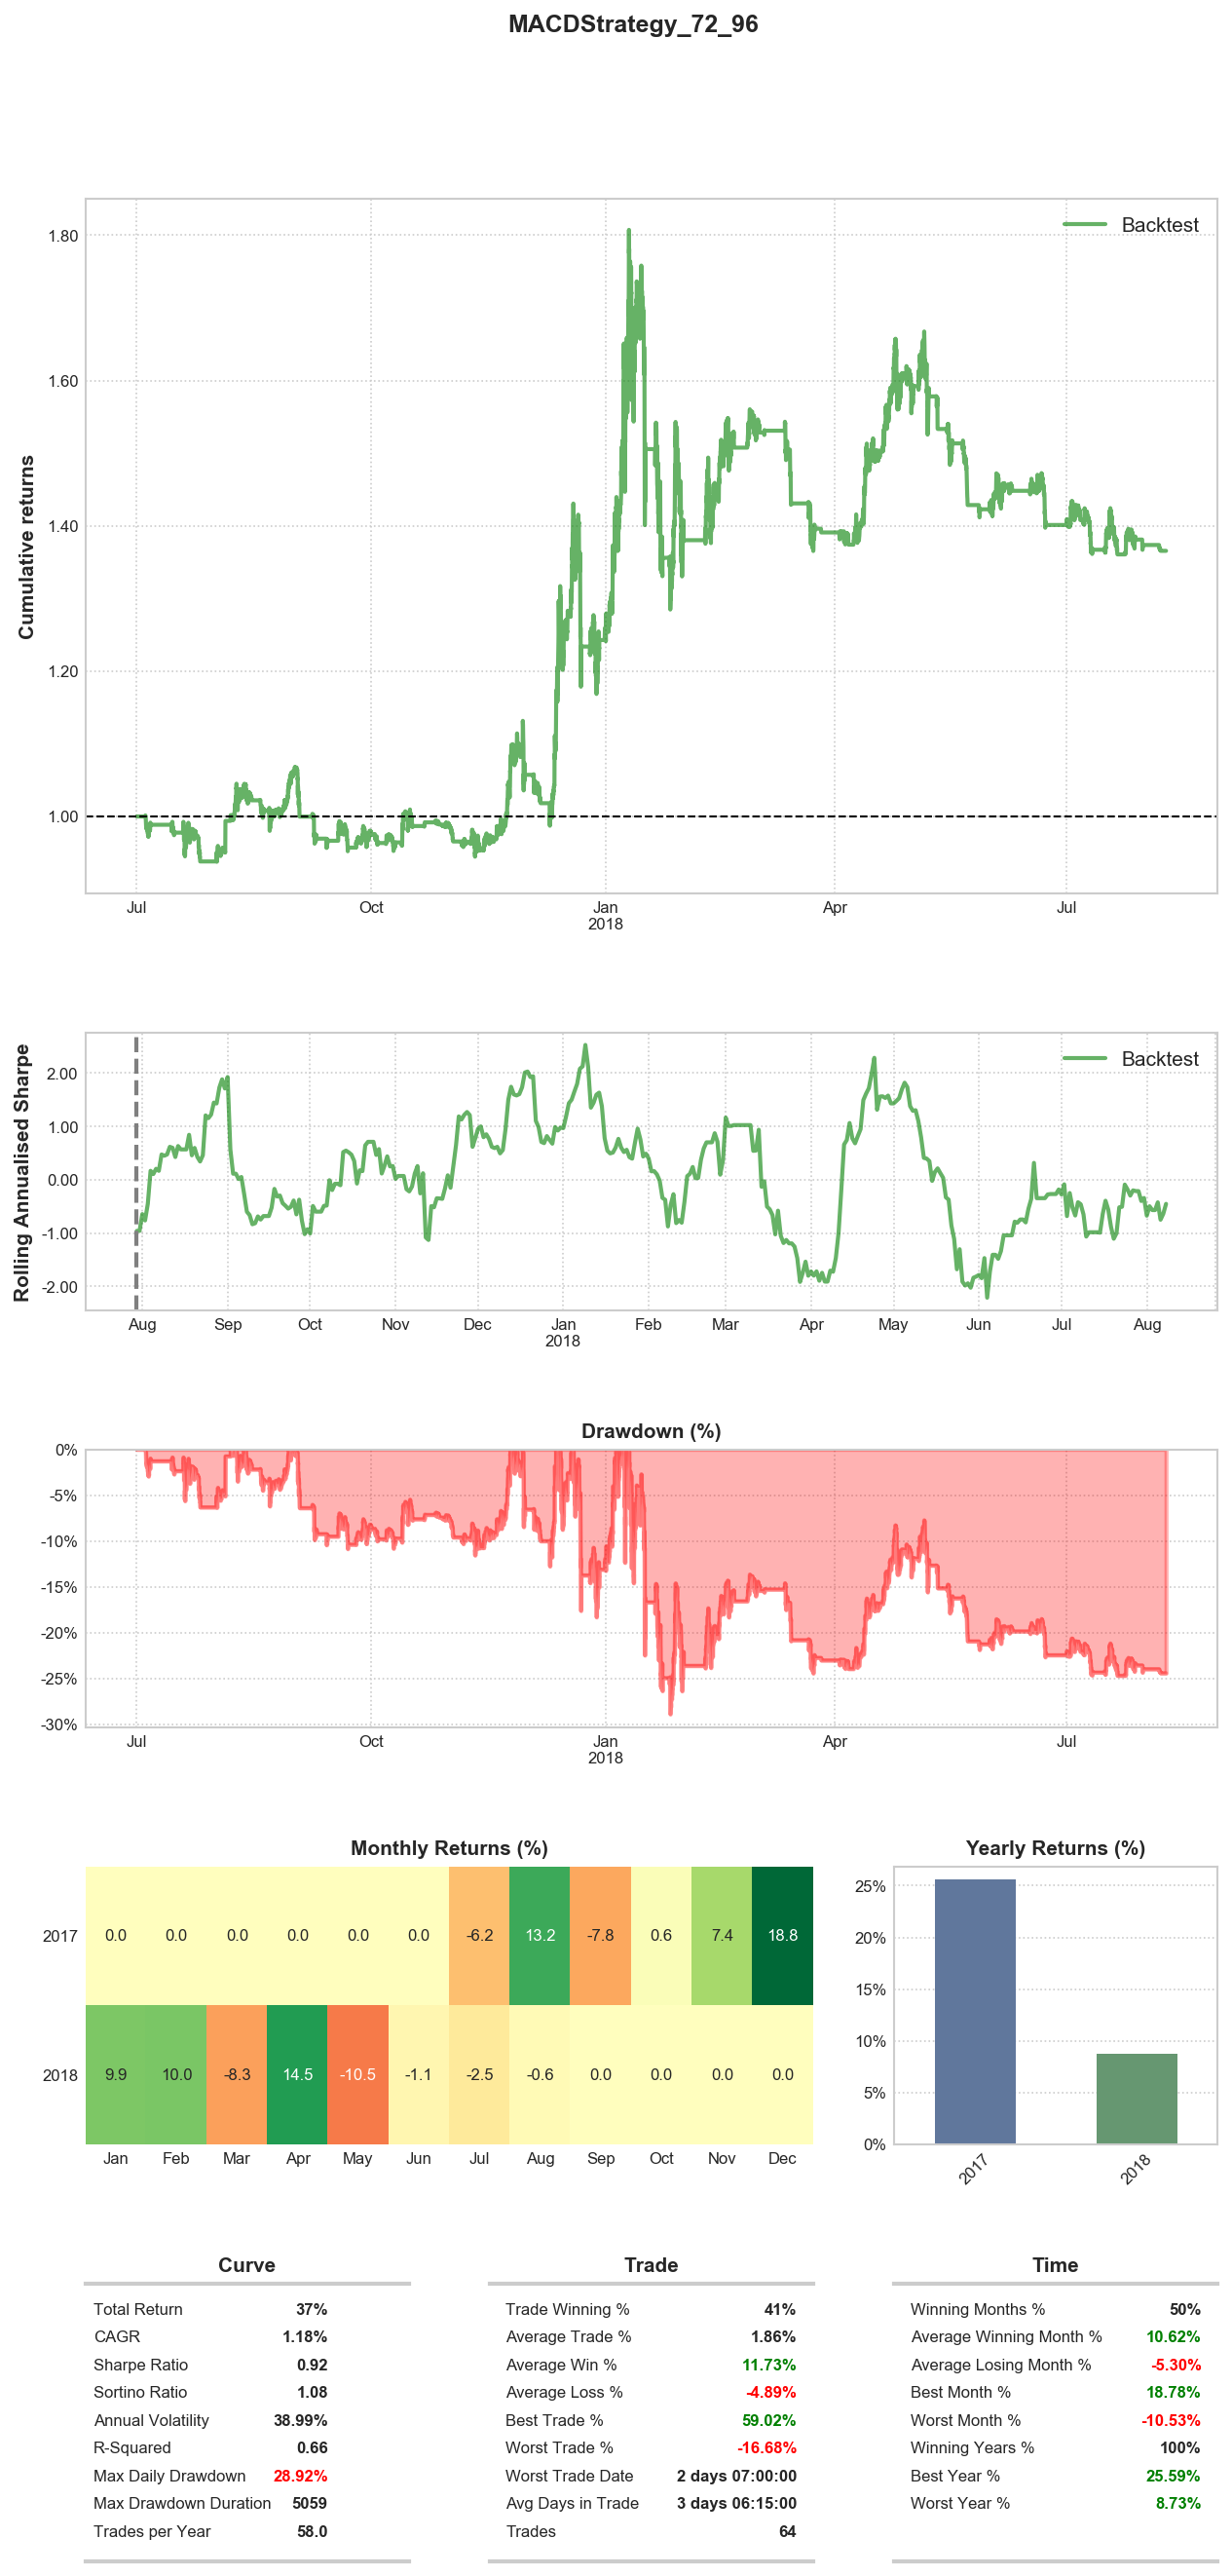 MACDStrategy_72_96
Backtest
Cumulative returns
1.80
1.60
1.40
1.20
1.00
Jul Oct Jan Apr Jul
2018
Backtest
Rolling Annualised Sharpe
2.00
1.00
0.00
-1.00
-2.00
Aug Sep Oct Nov Dec Jan Feb Mar Apr May Jun Jul Aug
2018
Drawdown (%)
0%
-5%
-10%
-15%
-20%
-25%
-30%
Jul Oct Jan Apr Jul
2018
Monthly Returns (%)
2017 0.0 0.0 0.0 0.0 0.0 0.0 -6.2 13.2 -7.8 0.6 7.4 18.8
2018 9.9 10.0 -8.3 14.5 -10.5 -1.1 -2.5 -0.6 0.0 0.0 0.0 0.0
Jan Feb Mar Apr May Jun Jul Aug Sep Oct Nov Dec
Yearly Returns (%)
25%
20%
15%
10%
5%
0%
2017 2018
Curve
Total Return 37%
CAGR 1.18%
Sharpe Ratio 0.92
Sortino Ratio 1.08
Annual Volatility 38.99%
R-Squared 0.66
Max Daily Drawdown 28.92%
Max Drawdown Duration 5059
Trades per Year 58.0
Trade
Trade Winning % 41%
Average Trade % 1.86%
Average Win % 11.73%
Average Loss % -4.89%
Best Trade % 59.02%
Worst Trade % -16.68%
Worst Trade Date 2 days 07:00:00
Avg Days in Trade 3 days 06:15:00
Trades 64
Time
Winning Months % 50%
Average Winning Month % 10.62%
Average Losing Month % -5.30%
Best Month % 18.78%
Worst Month % -10.53%
Winning Years % 100%
Best Year % 25.59%
Worst Year % 8.73%